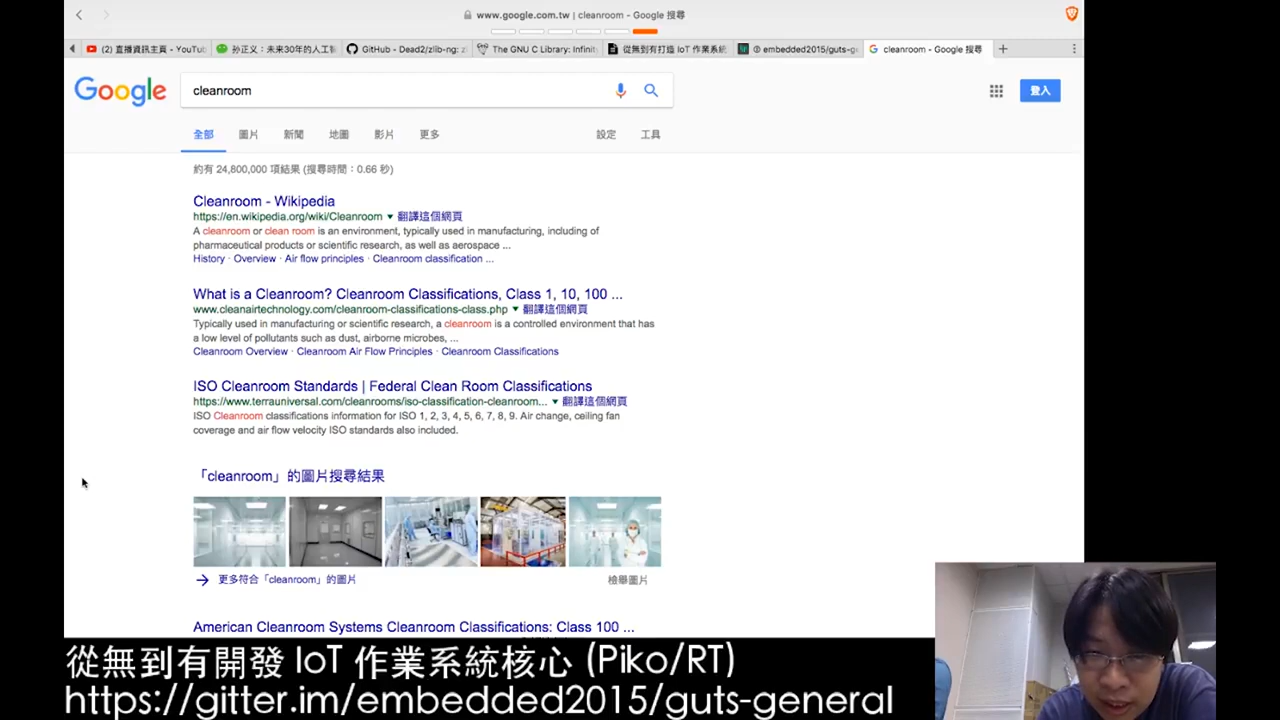 www.google.com.tw | cleanroom - Google 搜尋
(2) 直播資訊主頁 - YouTub
孙正义：未来30年的人工智
GitHub - Dead2/zlib-ng: z
The GNU C Library: Infinit
從無到有打造 IoT 作業系統
② embedded2015/guts-g
cleanroom - Google 搜尋
Google
cleanroom
登入
全部
圖片
新聞
地圖
影片
更多
設定
工具
約有 24,800,000 項結果 (搜尋時間：0.66 秒)
Cleanroom - Wikipedia
https://en.wikipedia.org/wiki/Cleanroom ▼ 翻譯這個網頁
A cleanroom or clean room is an environment, typically used in manufacturing, including of
pharmaceutical products or scientific research, as well as aerospace ...
History · Overview · Air flow principles · Cleanroom classification ...
What is a Cleanroom? Cleanroom Classifications, Class 1, 10, 100 ...
www.cleanairtechnology.com/cleanroom-classifications-class.php ▼ 翻譯這個網頁
Typically used in manufacturing or scientific research, a cleanroom is a controlled environment that has
a low level of pollutants such as dust, airborne microbes, ...
Cleanroom Overview · Cleanroom Air Flow Principles · Cleanroom Classifications
ISO Cleanroom Standards | Federal Clean Room Classifications
https://www.terrauniversal.com/cleanrooms/iso-classification-cleanroom... ▼ 翻譯這個網頁
ISO Cleanroom classifications information for ISO 1, 2, 3, 4, 5, 6, 7, 8, 9. Air change, ceiling fan
coverage and air flow velocity ISO standards also included.
「cleanroom」的圖片搜尋結果
更多符合「cleanroom」的圖片
檢舉圖片
American Cleanroom Systems Cleanroom Classifications: Class 100 ...
從無到有開發 IoT 作業系統核心 (Piko/RT)
https://gitter.im/embedded2015/guts-general